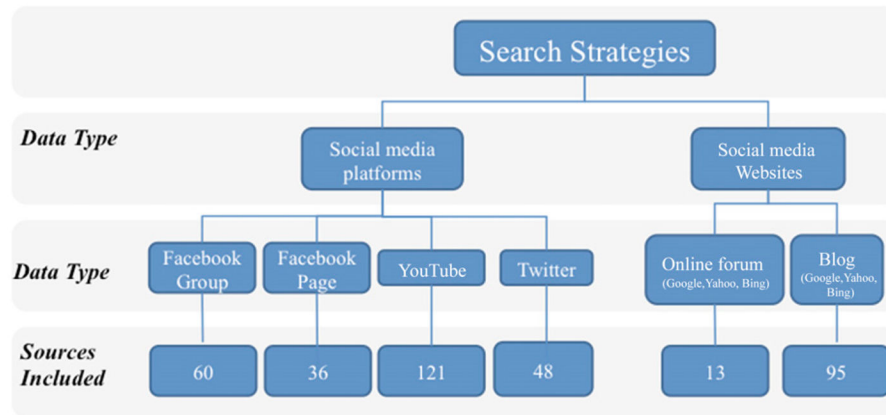 Search Strategies
Data Type
Social media
platforms
Social media
Websites
Data Type
Facebook
Group
Facebook
Page
YouTube
Twitter
Online forum
(Google,Yahoo, Bing)
Blog
(Google,Yahoo,
Bing)
Sources
Included
60
36
121
48
13
95